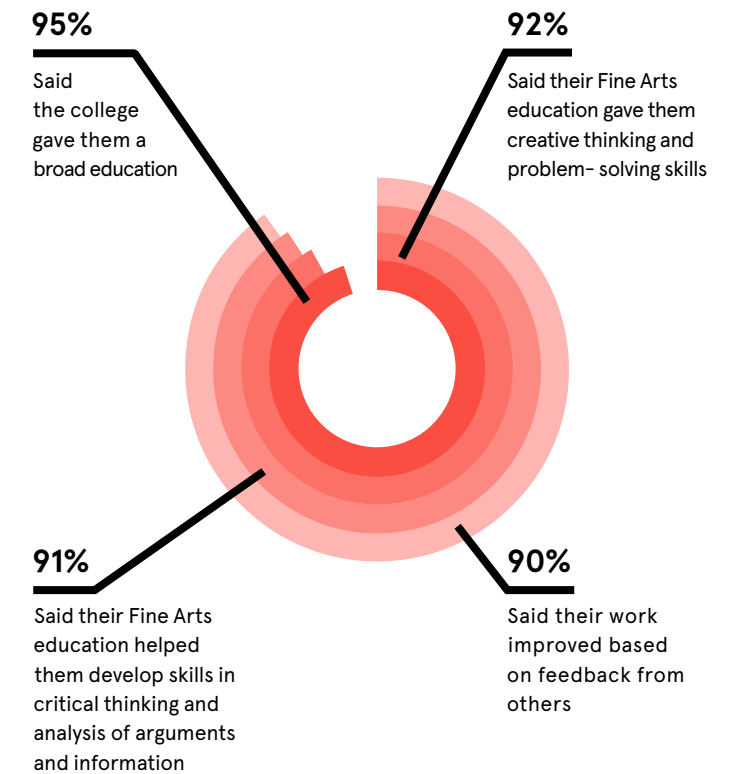 95%
Said
the college
gave them a
broad education
92%
Said their Fine Arts
education gave them
creative thinking and
problem- solving skills
91%
Said their Fine Arts
education helped
them develop skills in
critical thinking and
analysis of arguments
and information
90%
Said their work
improved based
on feedback from
others